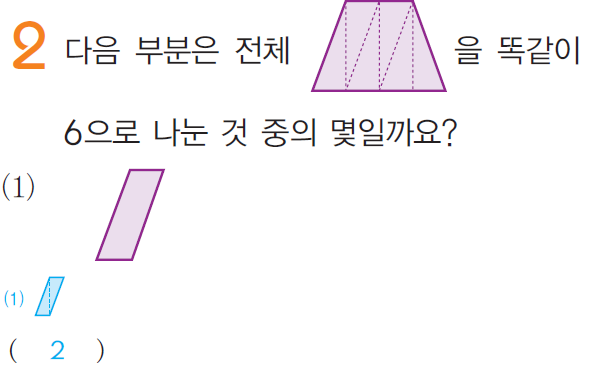 2 다음 부분은 전체 을 똑같이
6으로 나눈 것 중의 몇일까요?
(1)
(1)
( 2 )